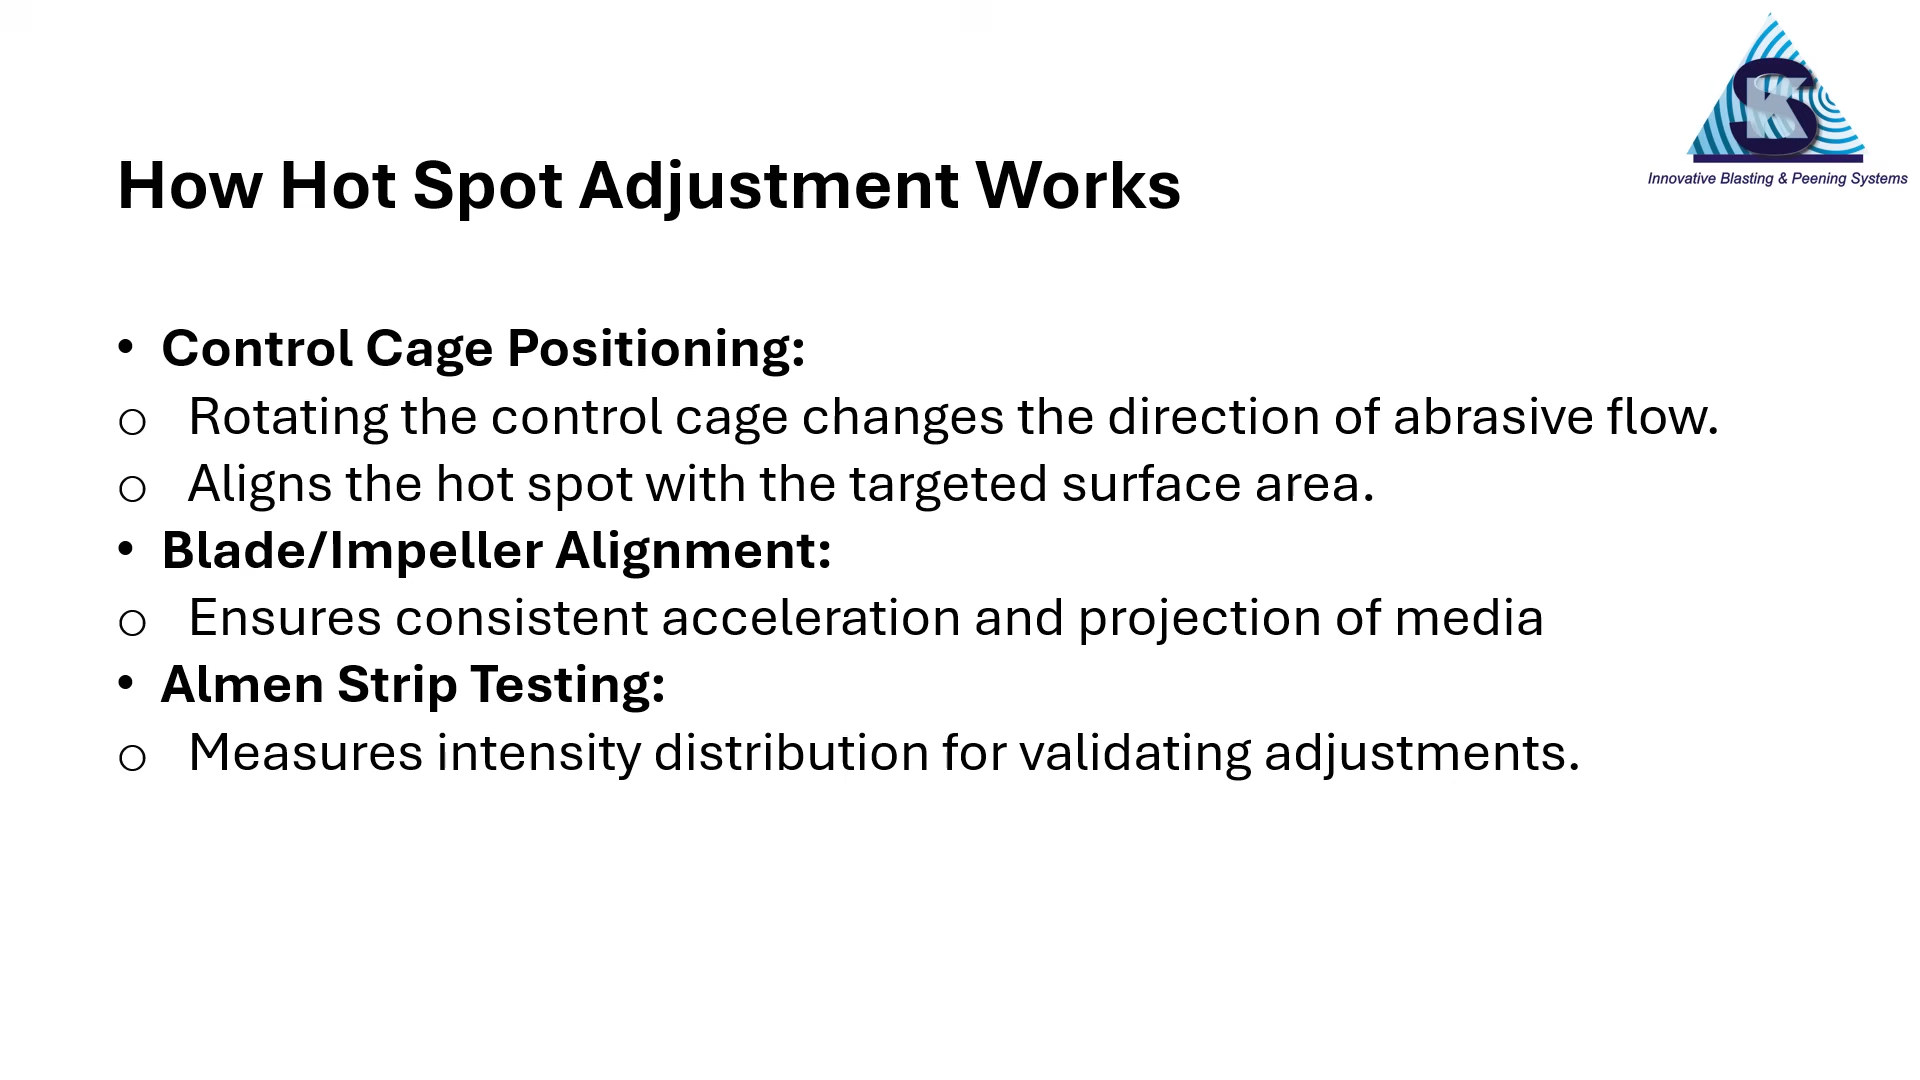 SK
Innovative Blasting & Peening Systems
How Hot Spot Adjustment Works
• Control Cage Positioning:
o Rotating the control cage changes the direction of abrasive flow.
o Aligns the hot spot with the targeted surface area.
• Blade/Impeller Alignment:
o Ensures consistent acceleration and projection of media
• Almen Strip Testing:
o Measures intensity distribution for validating adjustments.